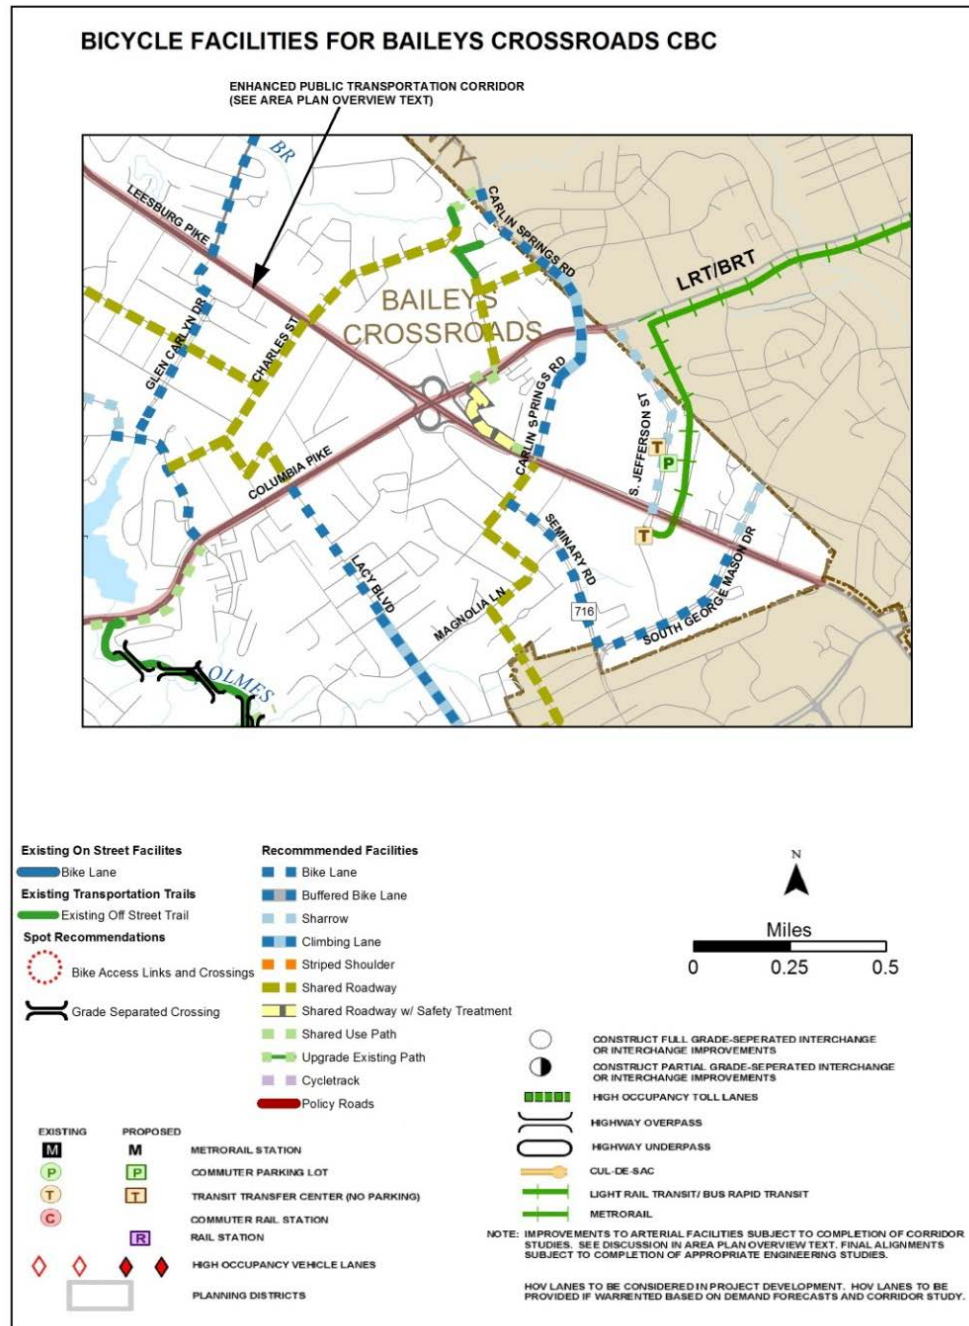 BICYCLE FACILITIES FOR BAILEYS CROSSROADS CBC
ENHANCED PUBLIC TRANSPORTATION CORRIDOR
(SEE AREA PLAN OVERVIEW TEXT)
BR
NTY
LEESBURG PIKE
CARLIN SPRINGS RD
LRT/BRT
BAILEYS
CROSSROADS
GLEN CARLYN DR
CHARLES ST
CARLIN SPRINGS RD
S. JEFFERSON ST
T
P
COLUMBIA PIKE
T
SEMINARY RD
LACY BLVD
MAGNOLIA LN
716
SOUTH GEORGE MASON DR
OLMES
Existing On Street Facilites
Bike Lane
Existing Transportation Trails
Existing Off Street Trail
Spot Recommendations
Bike Access Links and Crossings
Grade Separated Crossing
Recommmended Facilities
Bike Lane
Buffered Bike Lane
Sharrow
Climbing Lane
Striped Shoulder
Shared Roadway
Shared Roadway w/ Safety Treatment
Shared Use Path
Upgrade Existing Path
Cycletrack
Policy Roads
N
Miles
0 0.25 0.5
EXISTING PROPOSED
M M METRORAIL STATION
P P COMMUTER PARKING LOT
T T TRANSIT TRANSFER CENTER (NO PARKING)
C COMMUTER RAIL STATION
R RAIL STATION
HIGH OCCUPANCY VEHICLE LANES
PLANNING DISTRICTS
CONSTRUCT FULL GRADE-SEPERATED INTERCHANGE
OR INTERCHANGE IMPROVEMENTS
CONSTRUCT PARTIAL GRADE-SEPERATED INTERCHANGE
OR INTERCHANGE IMPROVEMENTS
HIGH OCCUPANCY TOLL LANES
HIGHWAY OVERPASS
HIGHWAY UNDERPASS
CUL-DE-SAC
LIGHT RAIL TRANSIT/ BUS RAPID TRANSIT
METRORAIL
NOTE: IMPROVEMENTS TO ARTERIAL FACILITIES SUBJECT TO COMPLETION OF CORRIDOR
STUDIES. SEE DISCUSSION IN AREA PLAN OVERVIEW TEXT. FINAL ALIGNMENTS
SUBJECT TO COMPLETION OF APPROPRIATE ENGINEERING STUDIES.
HOV LANES TO BE CONSIDERED IN PROJECT DEVELOPMENT. HOV LANES TO BE
PROVIDED IF WARRENTED BASED ON DEMAND FORECASTS AND CORRIDOR STUDY.